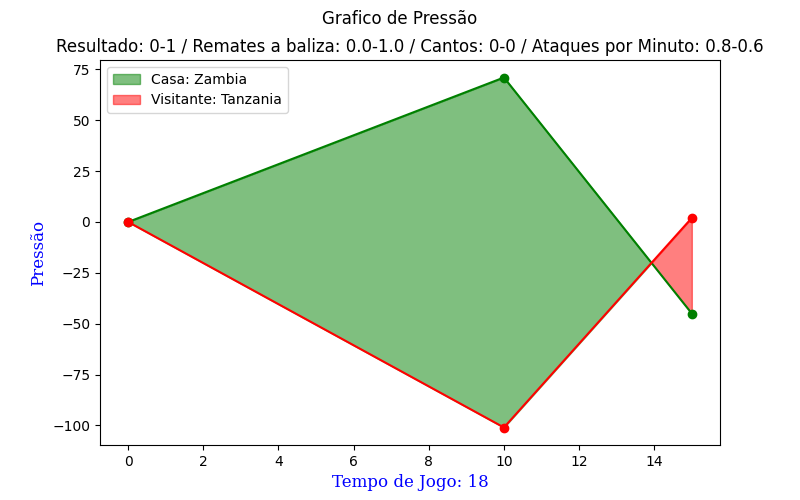 Grafico de Pressão
Resultado: 0-1 / Remates a baliza: 0.0-1.0 / Cantos: 0-0 / Ataques por Minuto: 0.8-0.6
Casa: Zambia
Visitante: Tanzania
75
50
25
0
−25
−50
−75
−100
Pressão
0 2 4 6 8 10 12 14
Tempo de Jogo: 18